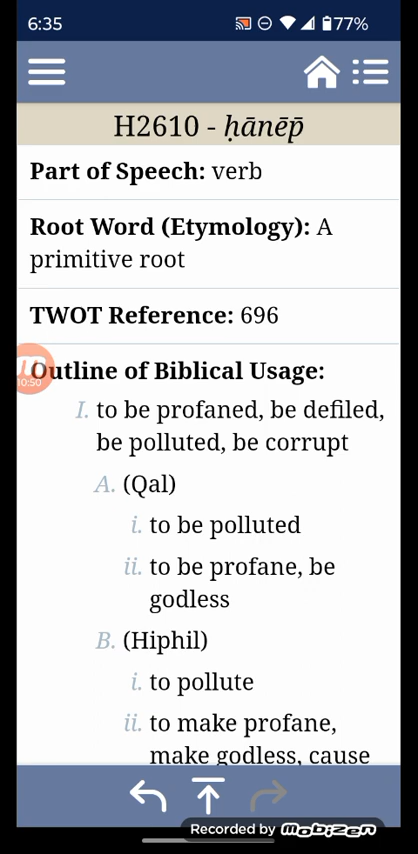 6:35 77%
H2610 - ḥānēp̄
Part of Speech: verb
Root Word (Etymology): A
primitive root
TWOT Reference: 696
10:50
Outline of Biblical Usage:
I. to be profaned, be defiled,
be polluted, be corrupt
A. (Qal)
i. to be polluted
ii. to be profane, be
godless
B. (Hiphil)
i. to pollute
ii. to make profane,
make godless, cause
Recorded by mobizen